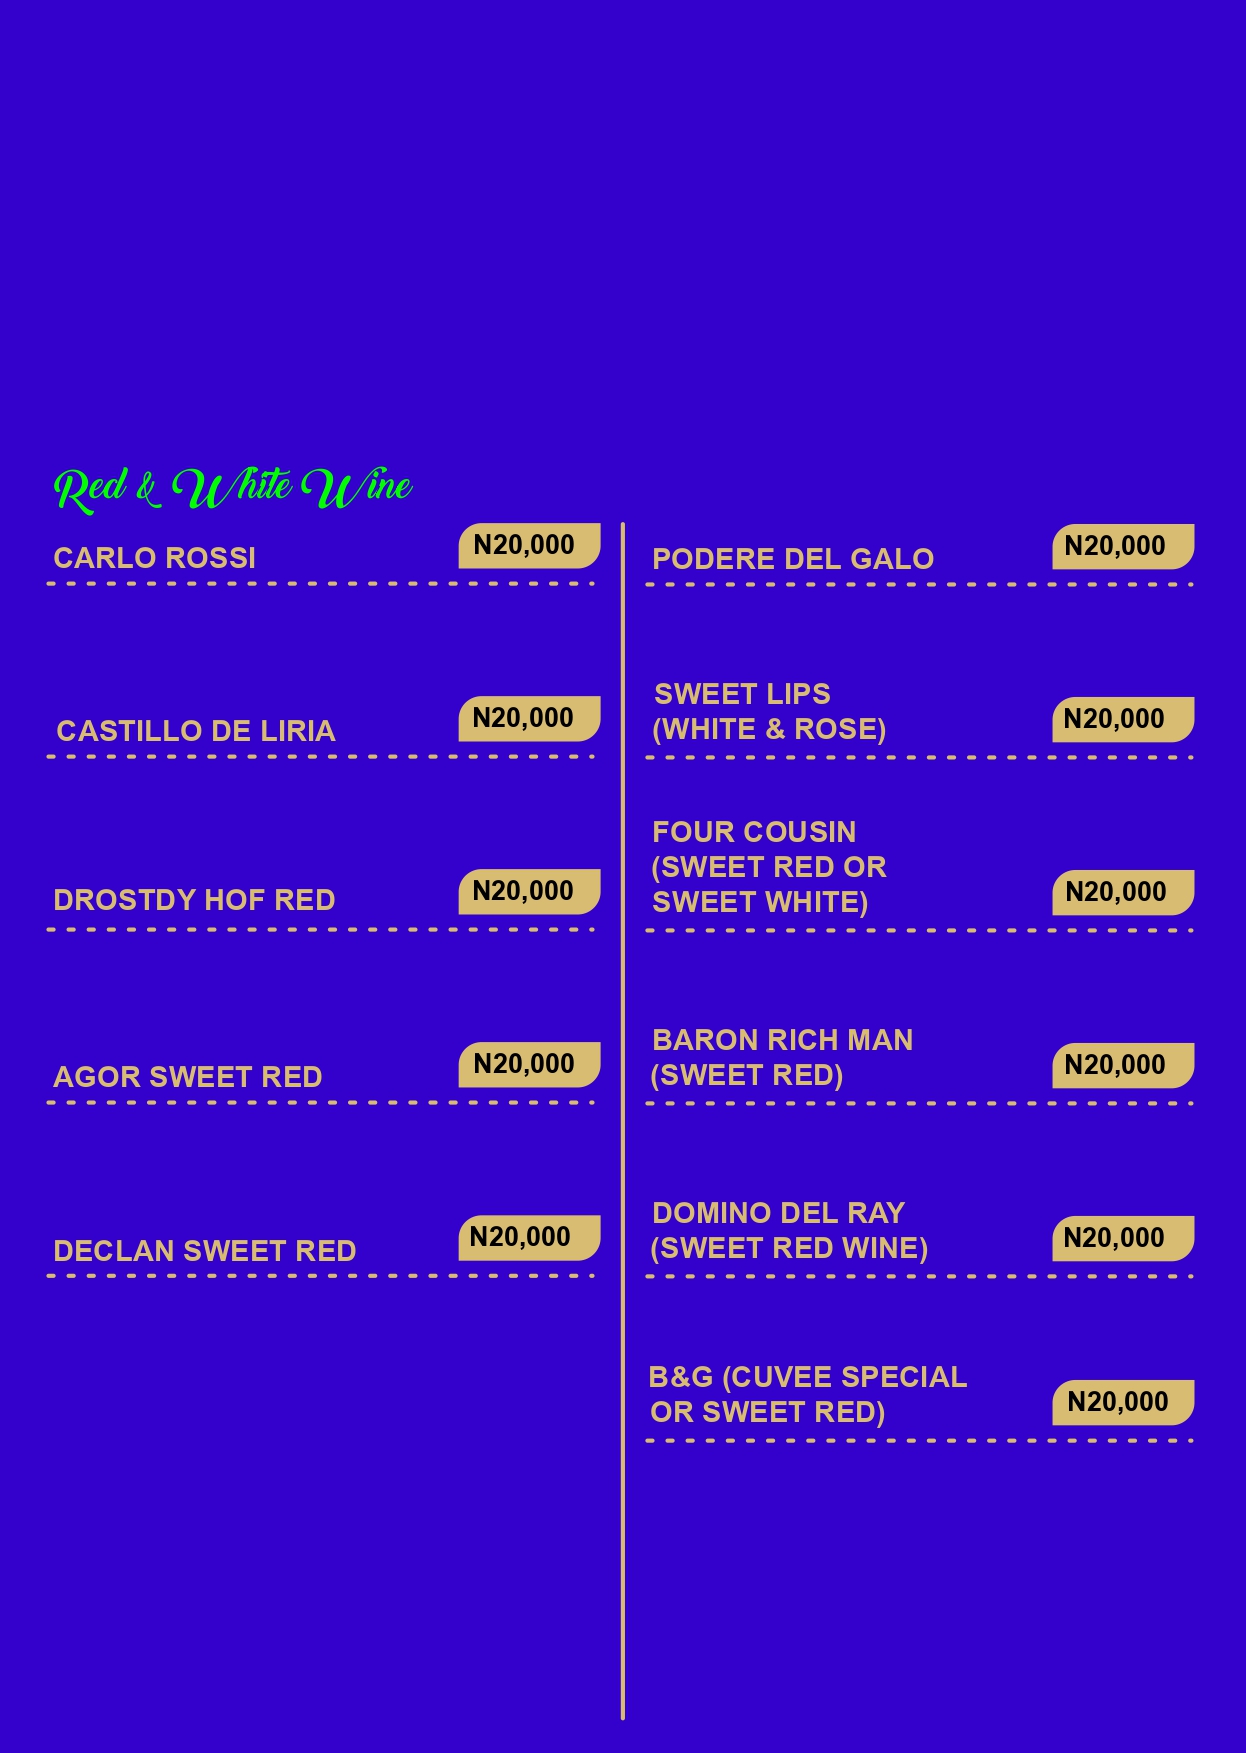 Red & White Wine
CARLO ROSSI N20,000
CASTILLO DE LIRIA N20,000
DROSTDY HOF RED N20,000
AGOR SWEET RED N20,000
DECLAN SWEET RED N20,000
PODERE DEL GALO N20,000
SWEET LIPS
(WHITE & ROSE) N20,000
FOUR COUSIN
(SWEET RED OR
SWEET WHITE) N20,000
BARON RICH MAN
(SWEET RED) N20,000
DOMINO DEL RAY
(SWEET RED WINE) N20,000
B&G (CUVEE SPECIAL
OR SWEET RED) N20,000